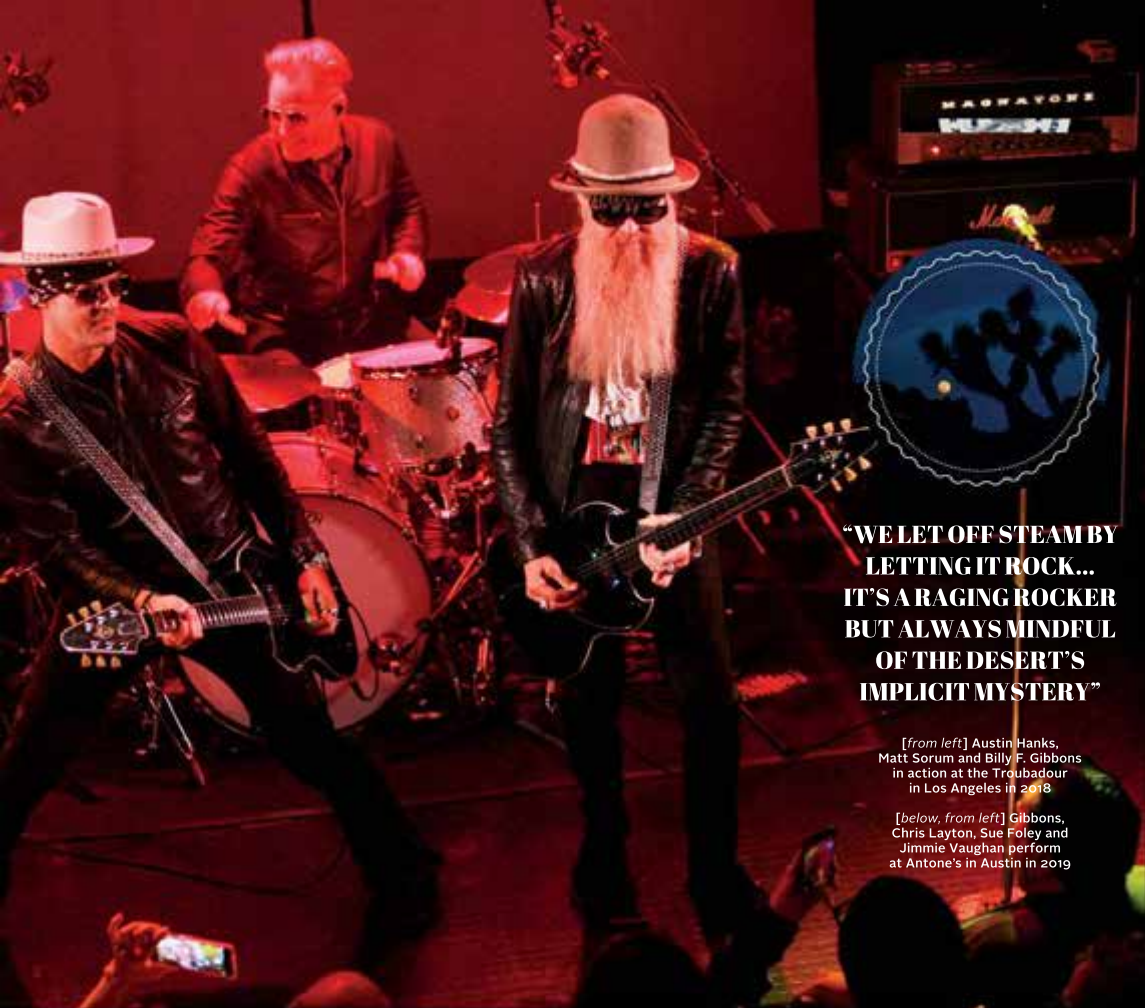 MAGNATONE
Marshall
“WE LET OFF STEAM BY
LETTING IT ROCK...
IT’S A RAGING ROCKER
BUT ALWAYS MINDFUL
OF THE DESERT’S
IMPLICIT MYSTERY”
[from left] Austin Hanks,
Matt Sorum and Billy F. Gibbons
in action at the Troubadour
in Los Angeles in 2018
[below, from left] Gibbons,
Chris Layton, Sue Foley and
Jimmie Vaughan perform
at Antone’s in Austin in 2019